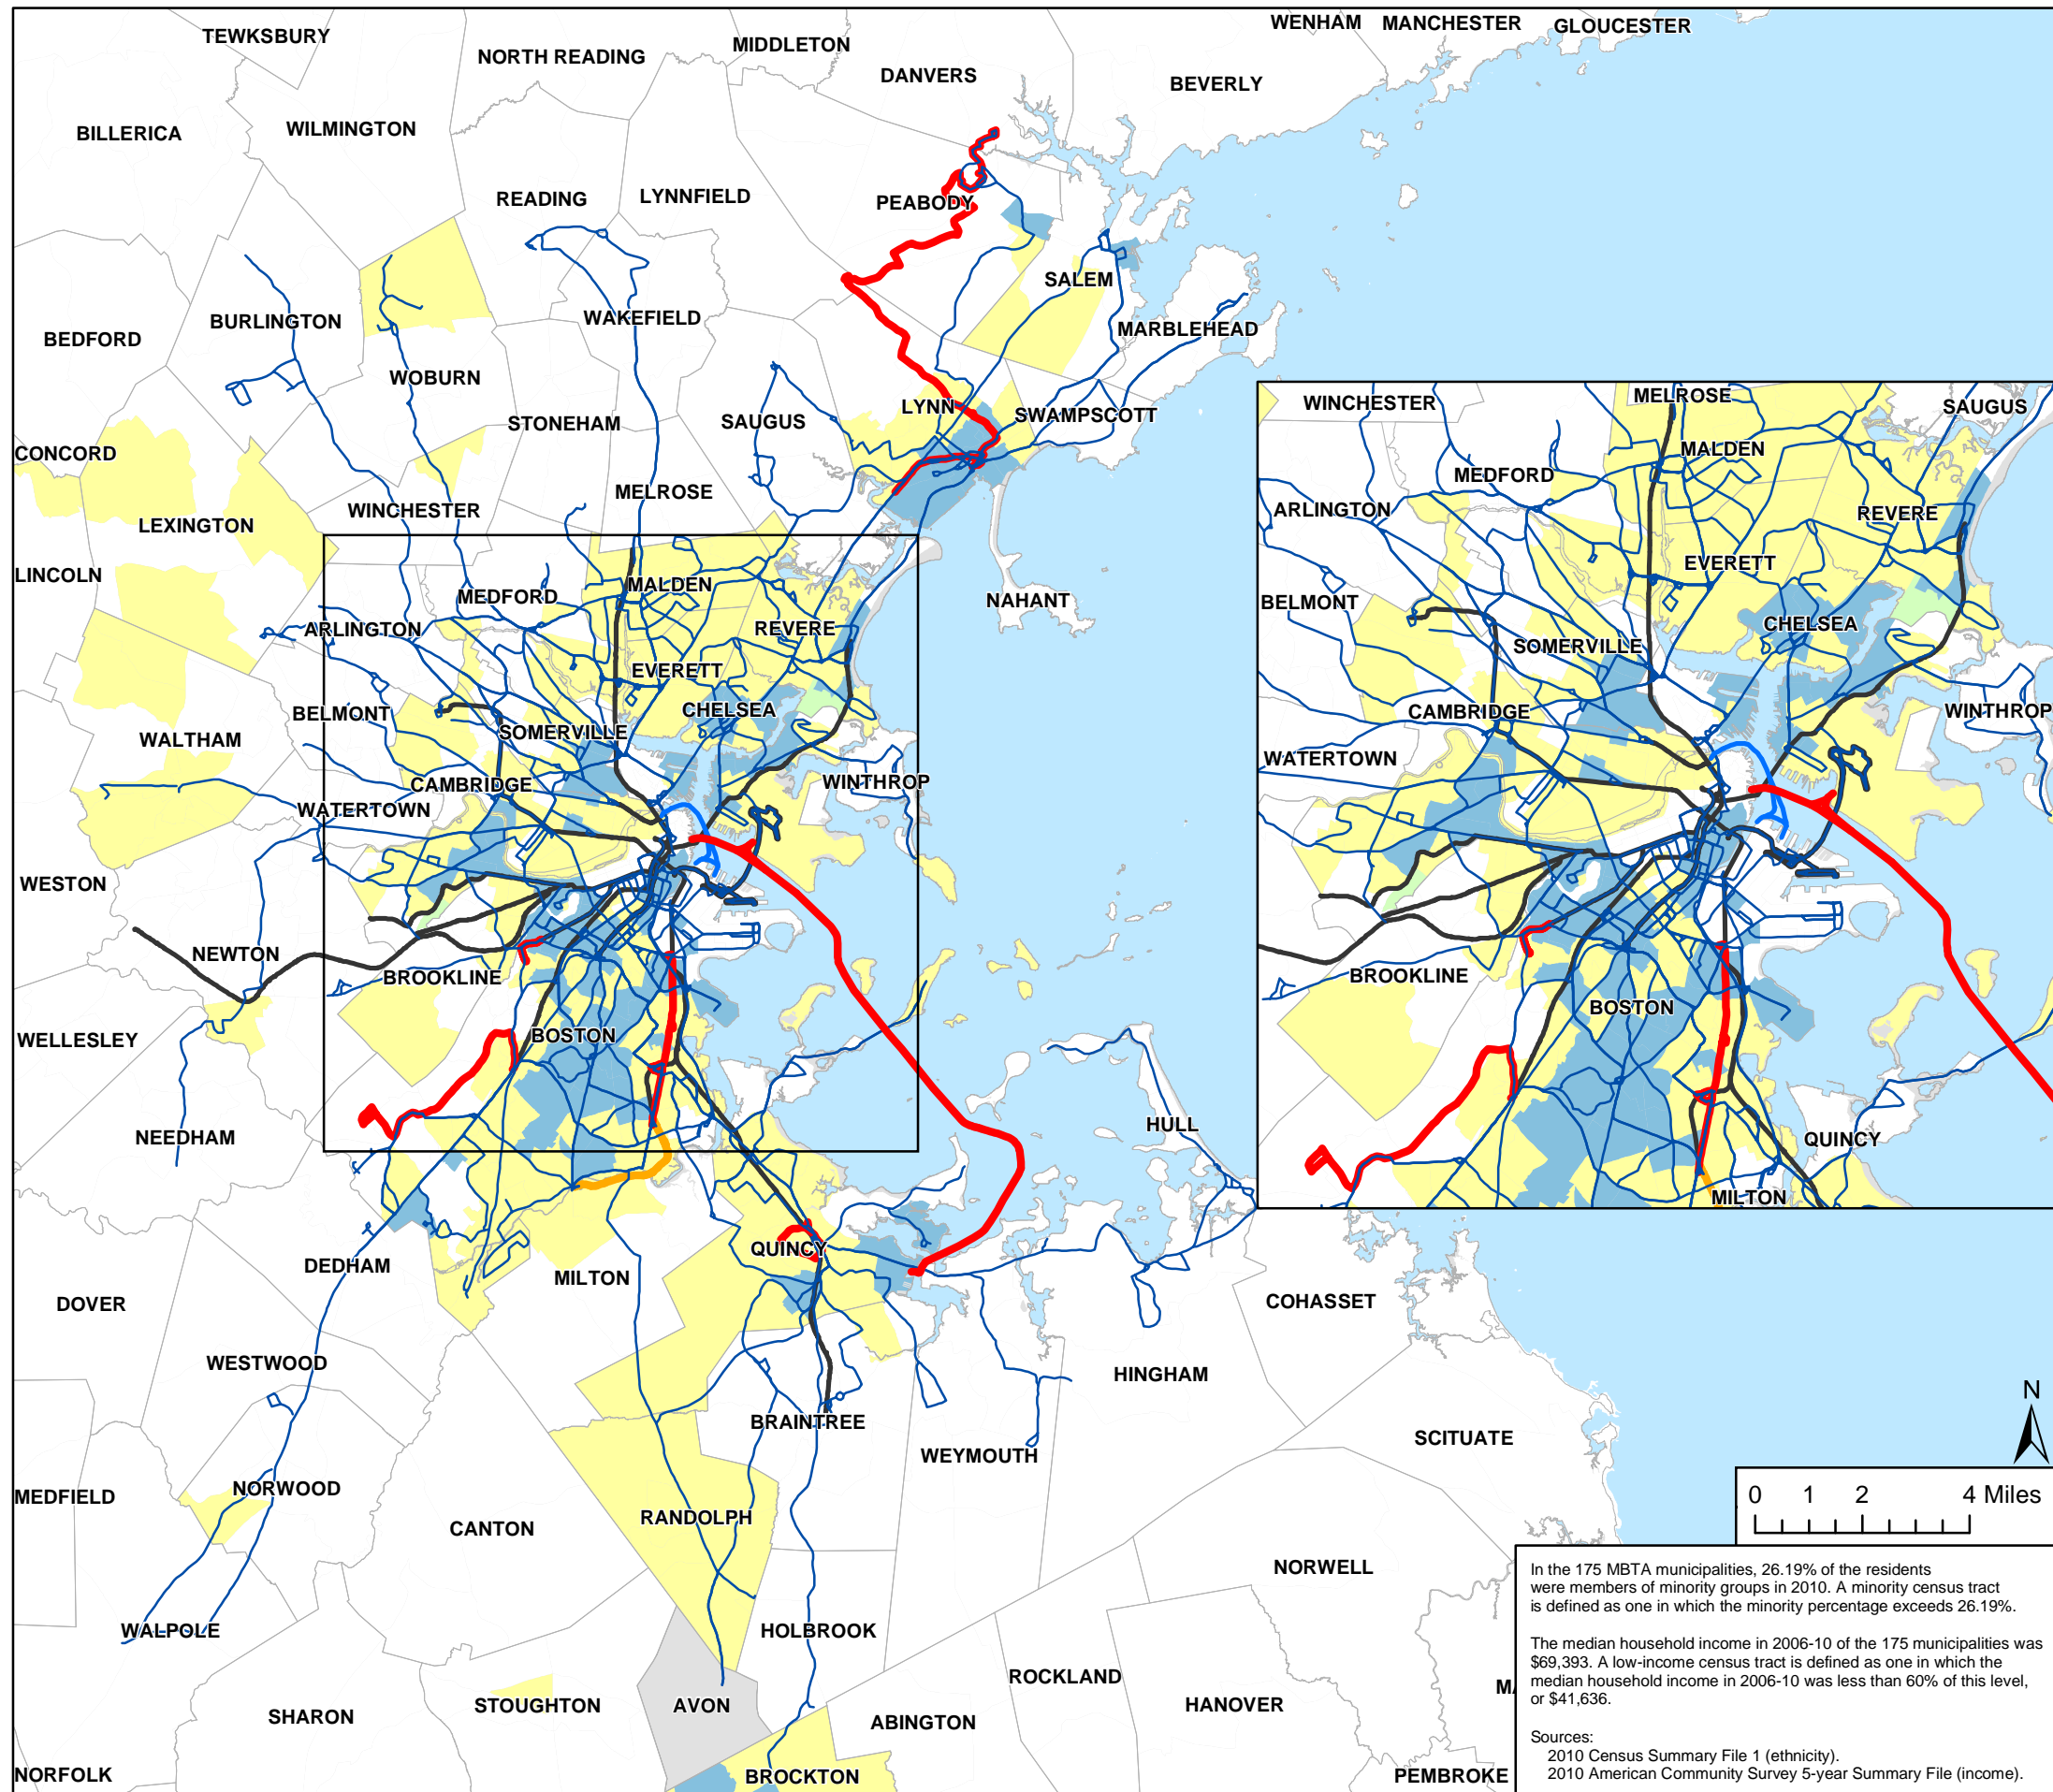 WENHAM MANCHESTER GLOUCESTER
TEWKSBURY
MIDDLETON
NORTH READING
DANVERS
BEVERLY
BILLERICA
WILMINGTON
READING
LYNNFIELD
PEABODY
SALEM
BURLINGTON
WAKEFIELD
MARBLEHEAD
BEDFORD
WOBURN
LYNN
SWAMPSCOTT
STONEHAM
SAUGUS
CONCORD
MELROSE
WINCHESTER
LEXINGTON
LINCOLN
MALDEN
MEDFORD
NAHANT
ARLINGTON
REVERE
EVERETT
BELMONT
CHELSEA
SOMERVILLE
WALTHAM
WINTHROP
CAMBRIDGE
WATERTOWN
WESTON
NEWTON
BROOKLINE
BOSTON
WELLESLEY
HULL
NEEDHAM
QUINCY
DEDHAM
MILTON
DOVER
COHASSET
WESTWOOD
HINGHAM
BRAINTREE
SCITUATE
WEYMOUTH
NORWOOD
MEDFIELD
RANDOLPH
CANTON
NORWELL
WALPOLE
HOLBROOK
ROCKLAND
STOUGHTON
AVON
HANOVER
SHARON
ABINGTON
NORFOLK
BROCKTON
PEMBROKE
MELROSE
WINCHESTER
SAUGUS
MALDEN
MEDFORD
ARLINGTON
REVERE
EVERETT
BELMONT
CHELSEA
SOMERVILLE
CAMBRIDGE
WINTHROP
WATERTOWN
BROOKLINE
BOSTON
QUINCY
MILTON
N
0 1 2 4 Miles
In the 175 MBTA municipalities, 26.19% of the residents
were members of minority groups in 2010. A minority census tract
is defined as one in which the minority percentage exceeds 26.19%.
The median household income in 2006-10 of the 175 municipalities was
$69,393. A low-income census tract is defined as one in which the
median household income in 2006-10 was less than 60% of this level,
or $41,636.
Sources:
2010 Census Summary File 1 (ethnicity).
2010 American Community Survey 5-year Summary File (income).